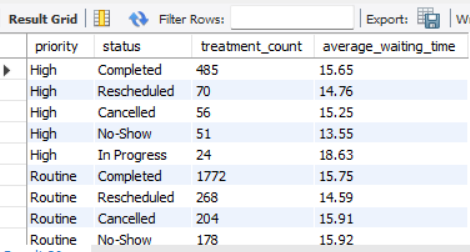 Result Grid Filter Rows: Export:
priority status treatment_count average_waiting_time
High Completed 485 15.65
High Rescheduled 70 14.76
High Cancelled 56 15.25
High No-Show 51 13.55
High In Progress 24 18.63
Routine Completed 1772 15.75
Routine Rescheduled 268 14.59
Routine Cancelled 204 15.91
Routine No-Show 178 15.92